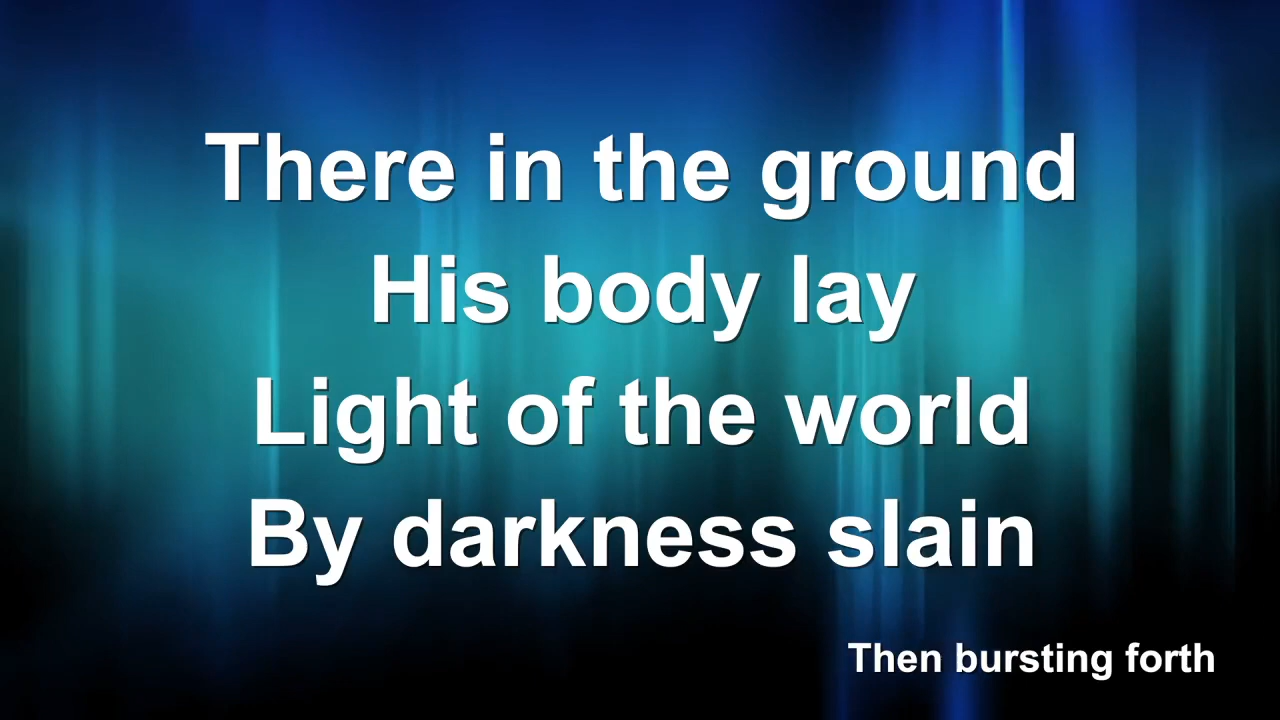 There in the ground
His body lay
Light of the world
By darkness slain
Then bursting forth